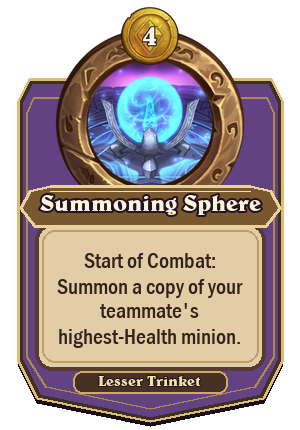 4
Summoning Sphere
Start of Combat:
Summon a copy of your
teammate's
highest-Health minion.
Lesser Trinket